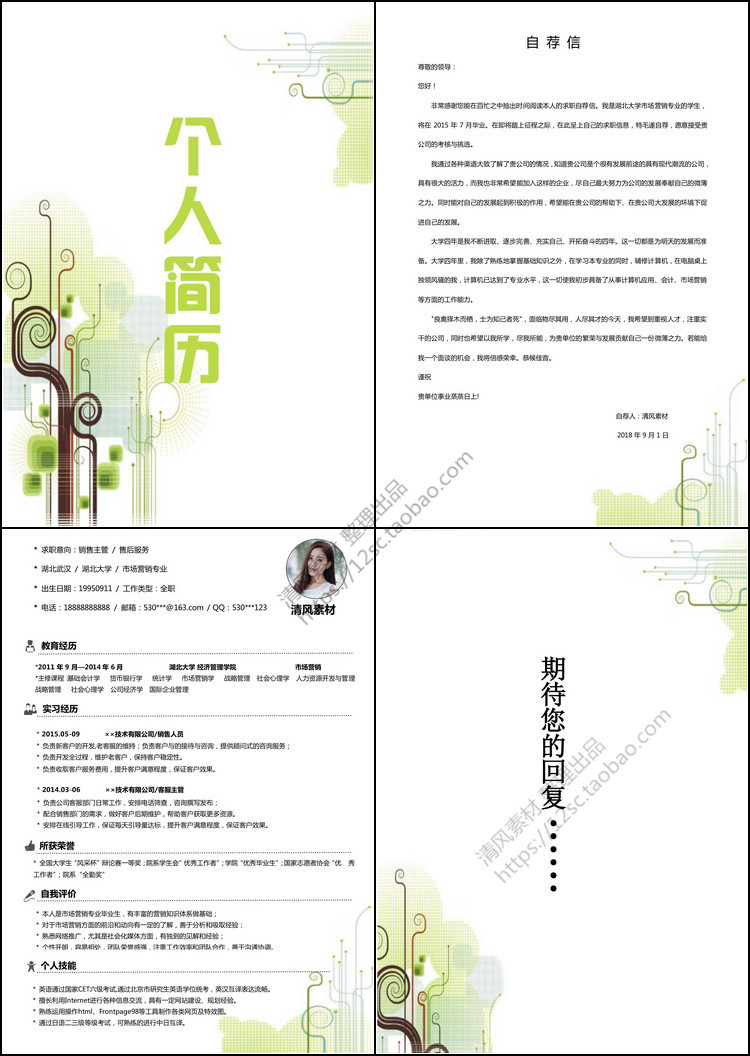 个人简历
自荐信
尊敬的领导：
您好！
非常感谢您能在百忙之中抽出时间阅读本人的求职自荐信。我是湖北大学市场营销专业的学生，
将在 2015 年 7 月毕业。在即将踏上征程之际，在此呈上自己的求职信息，特毛遂自荐，愿意接受贵
公司的考核与挑选。
我通过各种渠道大致了解了贵公司的情况，知道贵公司是个很有发展前途的具有现代潮流的公司，
具有很大的活力，而我也非常希望能加入这样的企业，尽自己最大努力为公司的发展奉献自己的微薄
之力。同时能对自己的发展起到积极的作用，希望能在贵公司的帮助下、在贵公司大发展的环境下促
进自己的发展。
大学四年是我不断进取、逐步完善、充实自己、开拓奋斗的四年。这一切都是为明天的发展而准
备。大学四年里，我除了熟练地掌握基础知识之外，在学习本专业的同时，辅修计算机，在电脑桌上
独领风骚的我，计算机已达到了专业水平，这一切使我初步具备了从事计算机应用、会计、市场营销
等方面的工作能力。
"良禽择木而栖，士为知己者死"，面临物尽其用，人尽其才的今天，我希望到重视人才，注重实
干的公司，同时也希望以我所学，尽我所能，为贵单位的繁荣与发展贡献自己一份微薄之力。若能给
我一个面谈的机会，我将倍感荣幸。恭候佳音。
谨祝
贵单位事业蒸蒸日上!
自荐人：清风素材
2018 年 9 月 1 日
* 求职意向：销售主管 / 售后服务
* 湖北武汉 / 湖北大学 / 市场营销专业
* 出生日期：19950911 / 工作类型：全职
* 电话：18888888888 / 邮箱：530***@163.com / QQ：530***123
清风素材
教育经历
*2011 年 9 月—2014 年 6 月 湖北大学 经济管理学院 市场营销
*主修课程 :基础会计学 货币银行学 统计学 市场营销学 战略管理 社会心理学 人力资源开发与管理
战略管理 社会心理学 公司经济学 国际企业管理
实习经历
* 2015.05-09 ××技术有限公司/销售人员
* 负责新客户的开发,老客服的维持；负责客户与的接待与咨询，提供顾问式的咨询服务；
* 负责开发全过程，维护老客户，保持客户稳定性。
* 负责收取客户服务费用，提升客户满意程度，保证客户效果。
* 2014.03-06 ××技术有限公司/客服主管
* 负责公司客服部门日常工作，安排电话筛查，咨询撰写发布；
* 配合销售部门的需求，做好客户后期维护，帮助客户获取更多资源。
* 安排在线引导工作，保证每天引导量达标，提升客户满意程度，保证客户效果。
所获荣誉
* 全国大学生"风采杯"辩论赛一等奖；院系学生会"优秀工作者"；学院"优秀毕业生"；国家志愿者协会"优 秀
工作者"；院系"全勤奖"
自我评价
* 本人是市场营销专业毕业生，有丰富的营销知识体系做基础；
* 对于市场营销方面的前沿和动向有一定的了解，善于分析和吸取经验；
* 熟悉网络推广，尤其是社会化媒体方面，有独到的见解和经验；
* 个性开朗，容易相处，团队荣誉感强，注重工作效率和团队合作，善于沟通协调。
个人技能
* 英语通过国家CET六级考试,通过北京市研究生英语学位统考，英汉互译表达流畅。
* 擅长利用Internet进行各种信息交流，具有一定网站建设、规划经验。
* 熟练运用操作html、Frontpage98等工具制作各类网页及特效图。
* 通过日语二三级等级考试，可熟练的进行中日互译。
期待您的回复•••••••
清风素材 整理出品
https://12sc.taobao.com
清风素材 整理出品
https://12sc.taobao.com